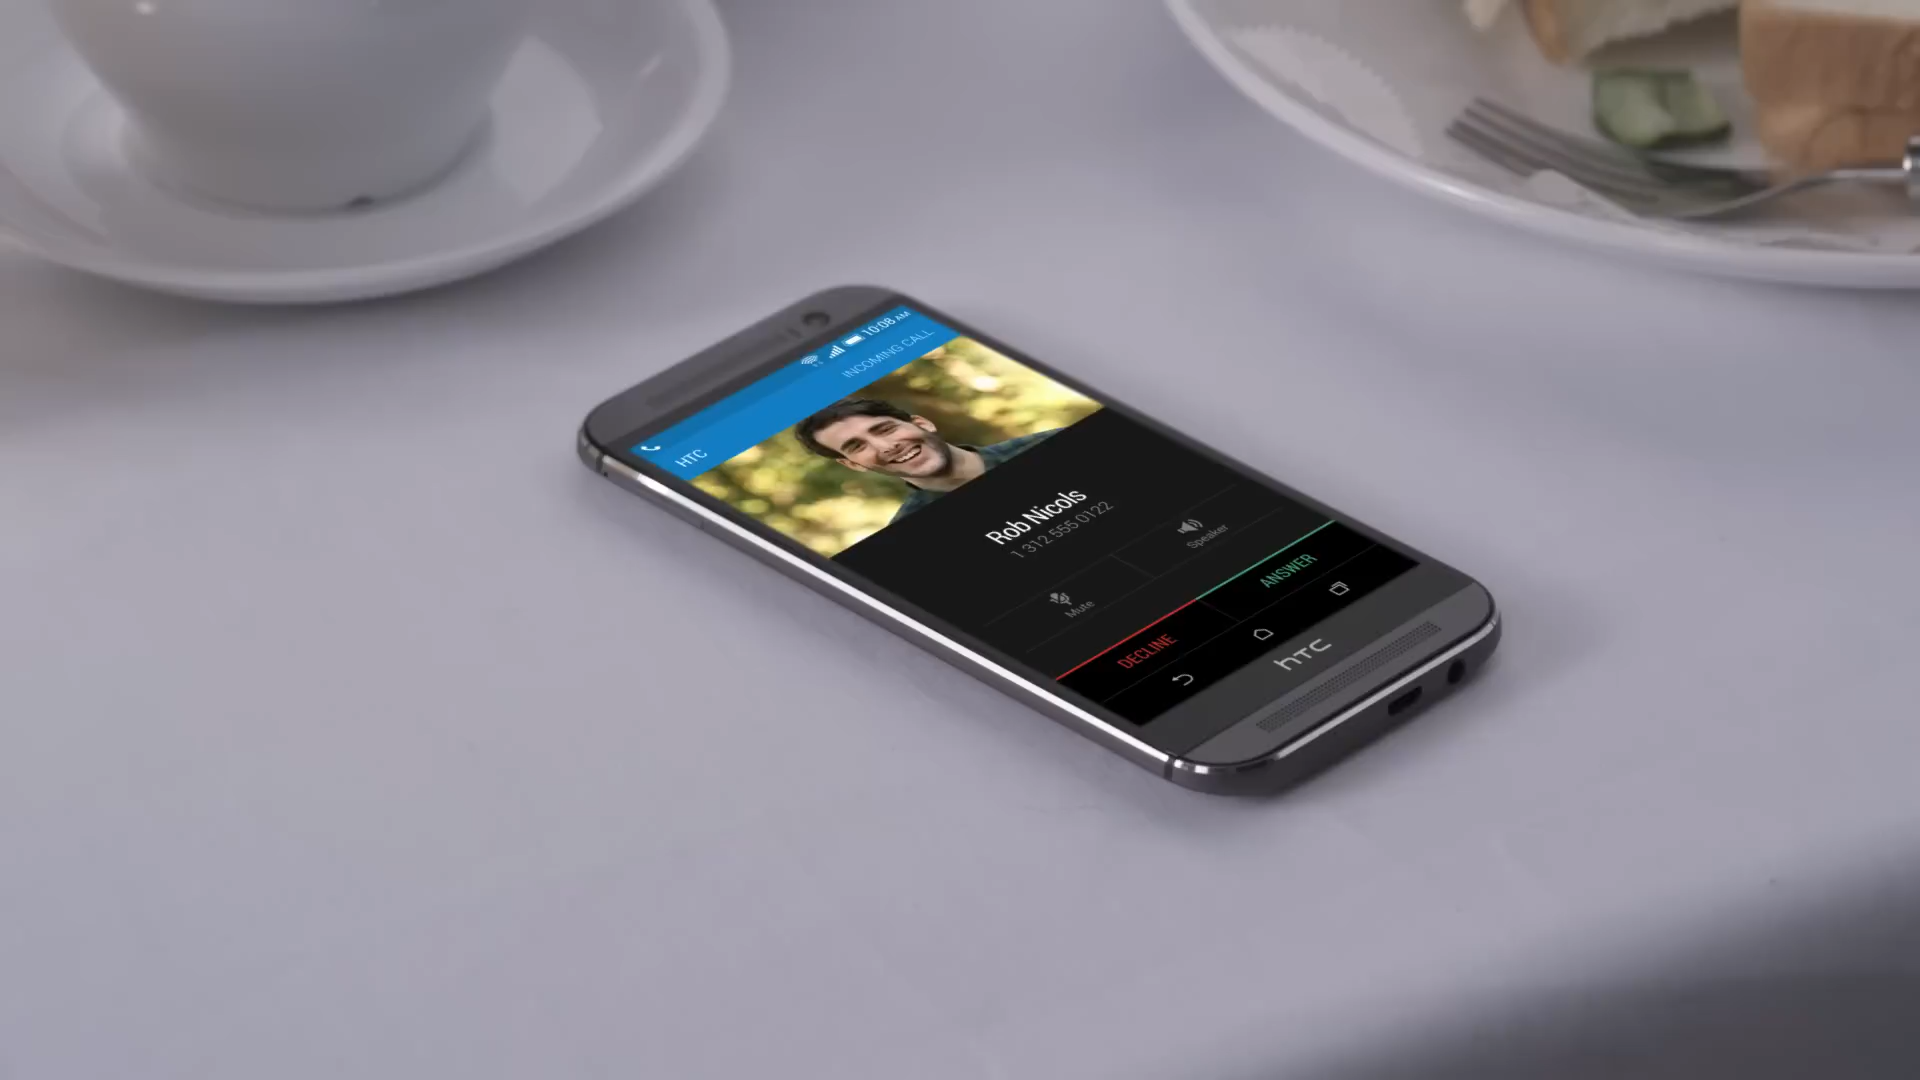 10:08 AM
HTC
INCOMING CALL
Rob Nicols
1 312 555 0122
Mute
Speaker
DECLINE
ANSWER
hTC